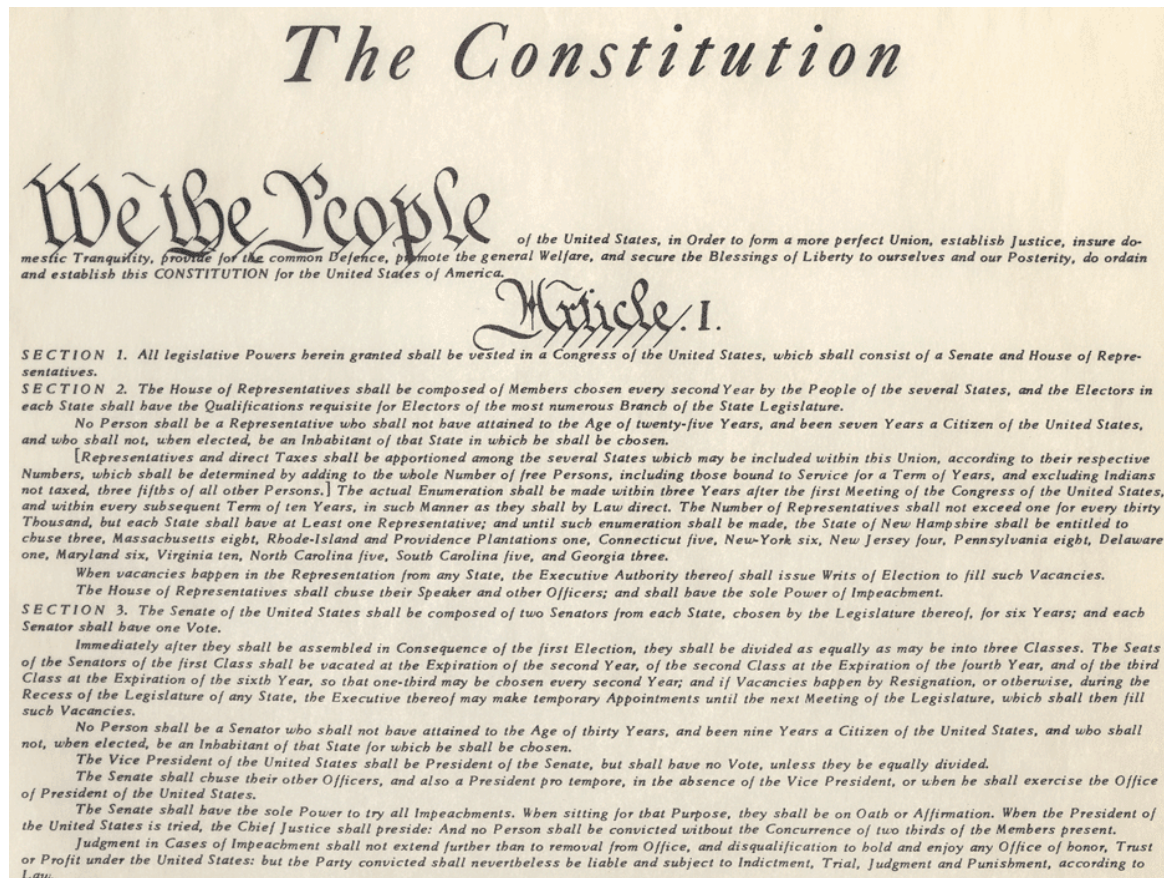 The Constitution
We the People
of the United States, in Order to form a more perfect Union, establish Justice, insure do-
mestic Tranquility, provide for the common Defence, promote the general Welfare, and secure the Blessings of Liberty to ourselves and our Posterity, do ordain
and establish this CONSTITUTION for the United States of America.
Article. I.
SECTION 1. All legislative Powers herein granted shall be vested in a Congress of the United States, which shall consist of a Senate and House of Repre-
sentatives.
SECTION 2. The House of Representatives shall be composed of Members chosen every second Year by the People of the several States, and the Electors in
each State shall have the Qualifications requisite for Electors of the most numerous Branch of the State Legislature.
No Person shall be a Representative who shall not have attained to the Age of twenty-five Years, and been seven Years a Citizen of the United States,
and who shall not, when elected, be an Inhabitant of that State in which he shall be chosen.
[Representatives and direct Taxes shall be apportioned among the several States which may be included within this Union, according to their respective
Numbers, which shall be determined by adding to the whole Number of free Persons, including those bound to Service for a Term of Years, and excluding Indians
not taxed, three fifths of all other Persons.] The actual Enumeration shall be made within three Years after the first Meeting of the Congress of the United States,
and within every subsequent Term of ten Years, in such Manner as they shall by Law direct. The Number of Representatives shall not exceed one for every thirty
Thousand, but each State shall have at Least one Representative; and until such enumeration shall be made, the State of New Hampshire shall be entitled to
chuse three, Massachusetts eight, Rhode-Island and Providence Plantations one, Connecticut five, New-York six, New Jersey four, Pennsylvania eight, Delaware
one, Maryland six, Virginia ten, North Carolina five, South Carolina five, and Georgia three.
When vacancies happen in the Representation from any State, the Executive Authority thereof shall issue Writs of Election to fill such Vacancies.
The House of Representatives shall chuse their Speaker and other Officers; and shall have the sole Power of Impeachment.
SECTION 3. The Senate of the United States shall be composed of two Senators from each State, chosen by the Legislature thereof, for six Years; and each
Senator shall have one Vote.
Immediately after they shall be assembled in Consequence of the first Election, they shall be divided as equally as may be into three Classes. The Seats
of the Senators of the first Class shall be vacated at the Expiration of the second Year, of the second Class at the Expiration of the fourth Year, and of the third
Class at the Expiration of the sixth Year, so that one-third may be chosen every second Year; and if Vacancies happen by Resignation, or otherwise, during the
Recess of the Legislature of any State, the Executive thereof may make temporary Appointments until the next Meeting of the Legislature, which shall then fill
such Vacancies.
No Person shall be a Senator who shall not have attained to the Age of thirty Years, and been nine Years a Citizen of the United States, and who shall
not, when elected, be an Inhabitant of that State for which he shall be chosen.
The Vice President of the United States shall be President of the Senate, but shall have no Vote, unless they be equally divided.
The Senate shall chuse their other Officers, and also a President pro tempore, in the absence of the Vice President, or when he shall exercise the Office
of President of the United States.
The Senate shall have the sole Power to try all Impeachments. When sitting for that Purpose, they shall be on Oath or Affirmation. When the President of
the United States is tried, the Chief Justice shall preside: And no Person shall be convicted without the Concurrence of two thirds of the Members present.
Judgment in Cases of Impeachment shall not extend further than to removal from Office, and disqualification to hold and enjoy any Office of honor, Trust
or Profit under the United States: but the Party convicted shall nevertheless be liable and subject to Indictment, Trial, Judgment and Punishment, according to
Law.